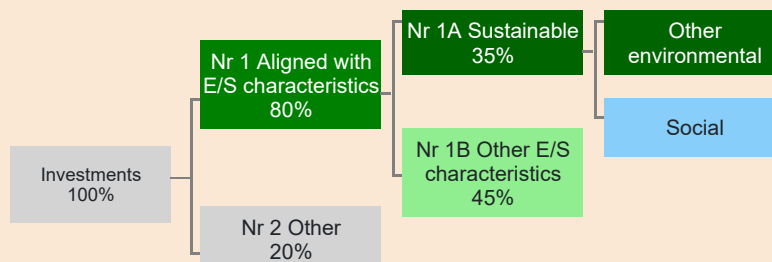 Investments
100%
Nr 1 Aligned with
E/S characteristics
80%
Nr 2 Other
20%
Nr 1A Sustainable
35%
Nr 1B Other E/S
characteristics
45%
Other
environmental
Social